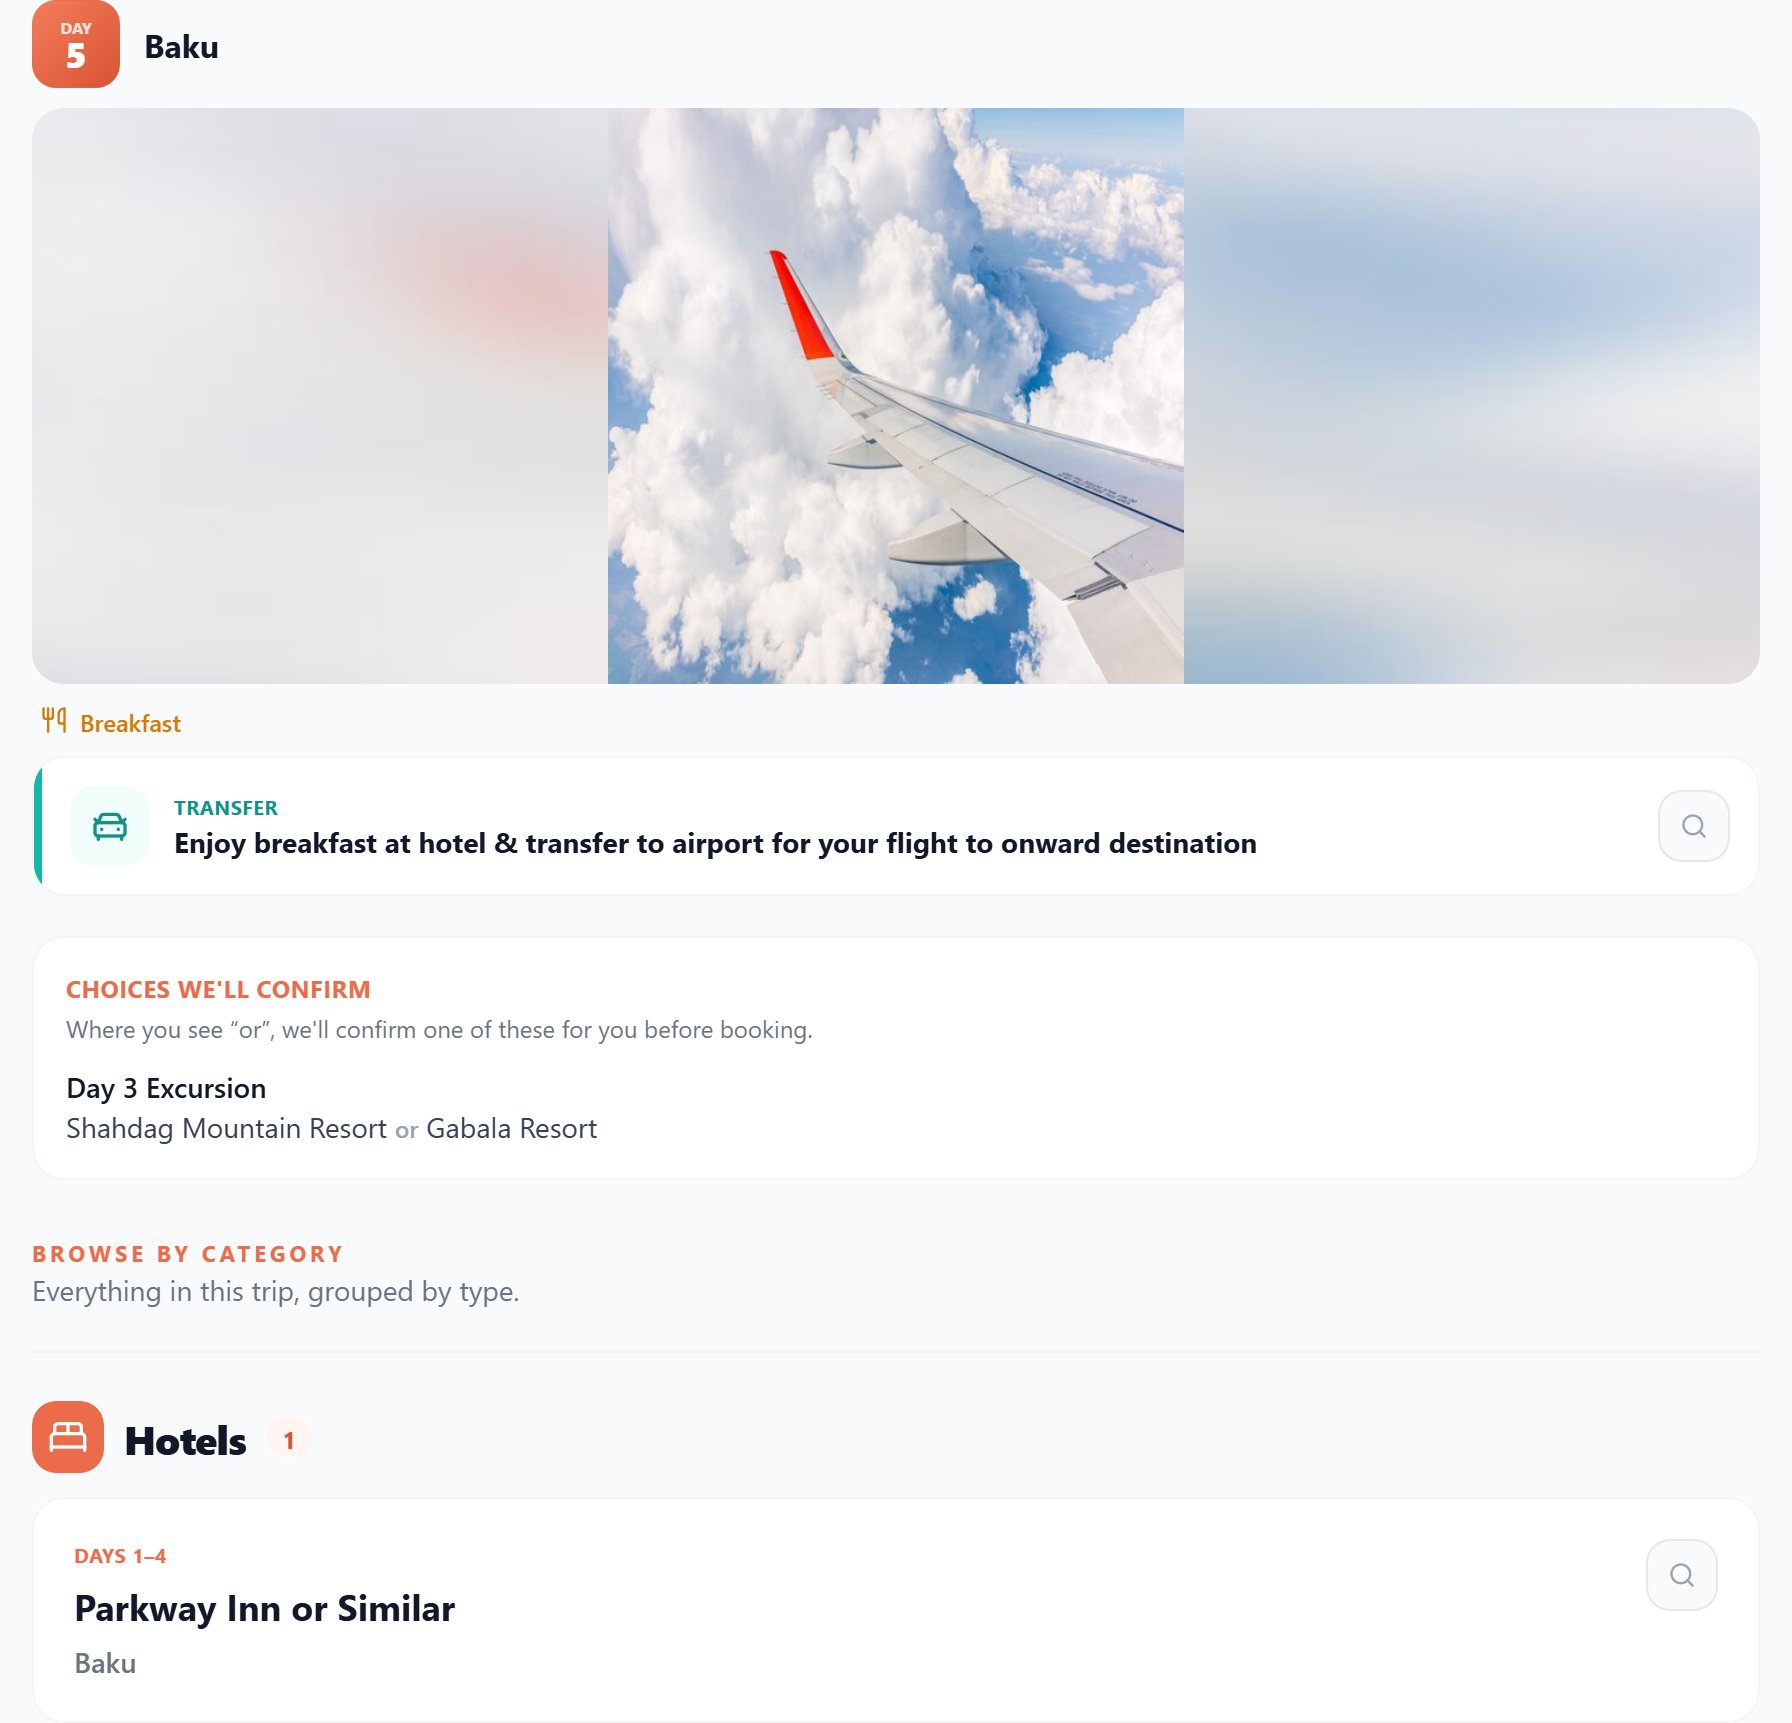 DAY
5
Baku
Breakfast
TRANSFER
Enjoy breakfast at hotel & transfer to airport for your flight to onward destination
CHOICES WE'LL CONFIRM
Where you see “or”, we'll confirm one of these for you before booking.
Day 3 Excursion
Shahdag Mountain Resort or Gabala Resort
BROWSE BY CATEGORY
Everything in this trip, grouped by type.
Hotels 1
DAYS 1–4
Parkway Inn or Similar
Baku